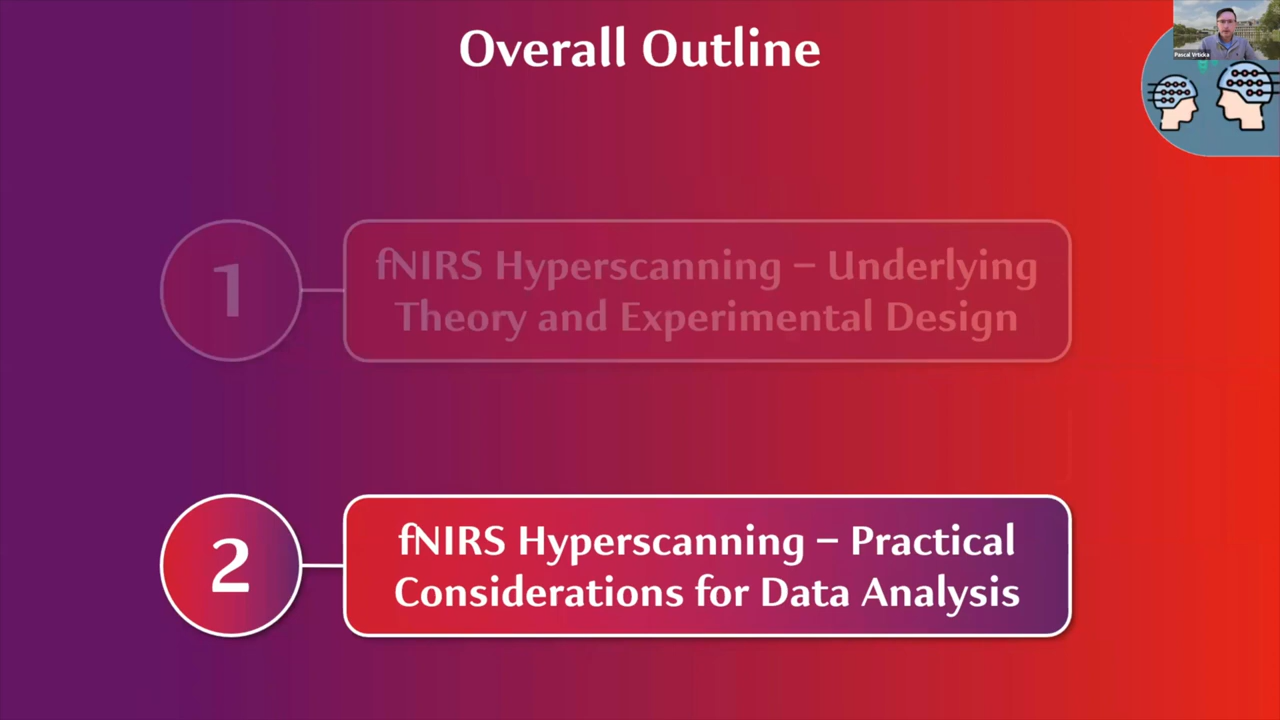 Overall Outline
Pascal Vrticka
1
fNIRS Hyperscanning – Underlying
Theory and Experimental Design
2
fNIRS Hyperscanning – Practical
Considerations for Data Analysis